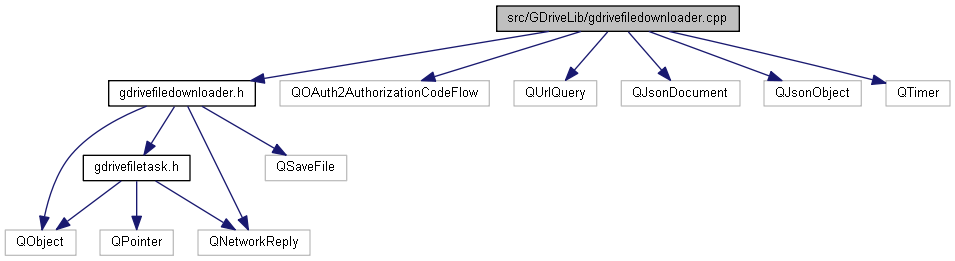 src/GDriveLib/gdrivefiledownloader.cpp
gdrivefiledownloader.h
QOAuth2AuthorizationCodeFlow
QUrlQuery
QJsonDocument
QJsonObject
QTimer
gdrivefiletask.h
QSaveFile
QObject
QPointer
QNetworkReply